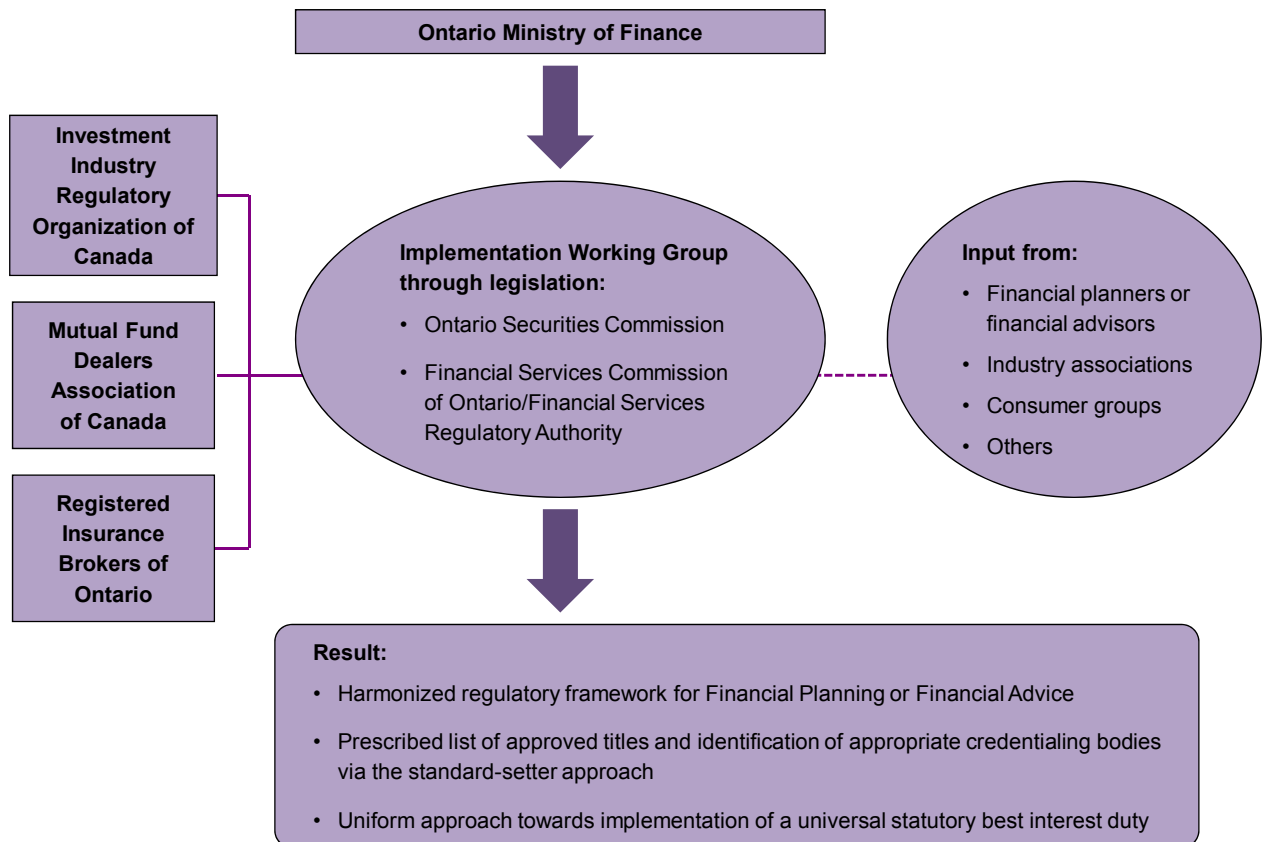 Ontario Ministry of Finance
Investment
Industry
Regulatory
Organization of
Canada
Mutual Fund
Dealers
Association
of Canada
Registered
Insurance
Brokers of
Ontario
Implementation Working Group
through legislation:
• Ontario Securities Commission
• Financial Services Commission
of Ontario/Financial Services
Regulatory Authority
Input from:
• Financial planners or
financial advisors
• Industry associations
• Consumer groups
• Others
Result:
• Harmonized regulatory framework for Financial Planning or Financial Advice
• Prescribed list of approved titles and identification of appropriate credentialing bodies
via the standard-setter approach
• Uniform approach towards implementation of a universal statutory best interest duty